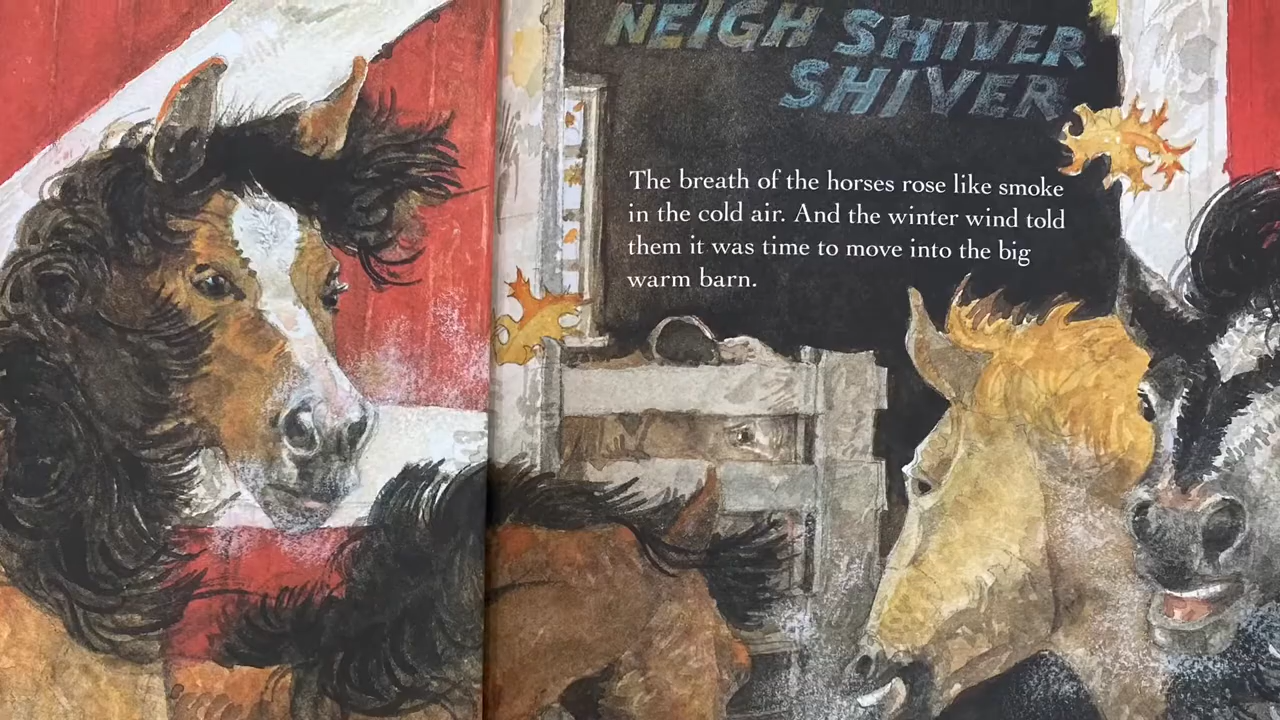 NEIGH SHIVER
SHIVER
The breath of the horses rose like smoke
in the cold air. And the winter wind told
them it was time to move into the big
warm barn.